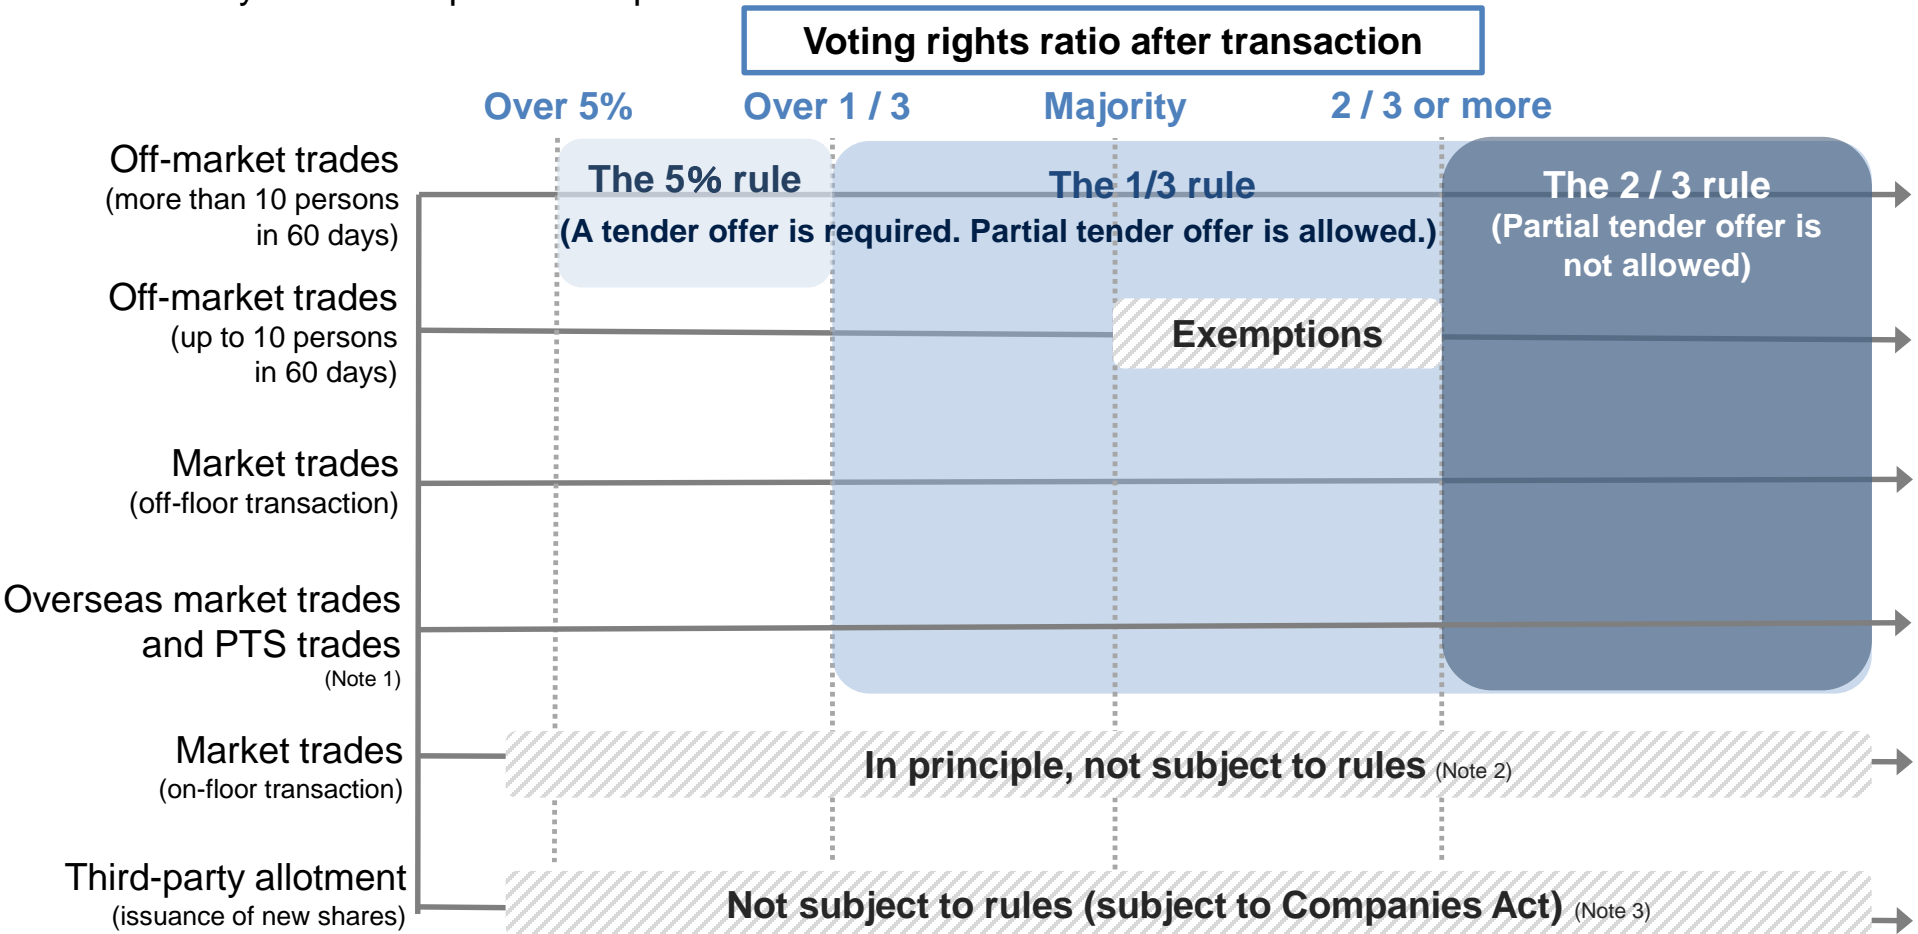 Voting rights ratio after transaction
Over 5%
Over 1 / 3
Majority
2 / 3 or more
Off-market trades
(more than 10 persons
in 60 days)
The 5% rule
The 1/3 rule
(A tender offer is required. Partial tender offer is allowed.)
The 2 / 3 rule
(Partial tender offer is
not allowed)
Off-market trades
(up to 10 persons
in 60 days)
Exemptions
Market trades
(off-floor transaction)
Overseas market trades
and PTS trades
(Note 1)
Market trades
(on-floor transaction)
In principle, not subject to rules (Note 2)
Third-party allotment
(issuance of new shares)
Not subject to rules (subject to Companies Act) (Note 3)